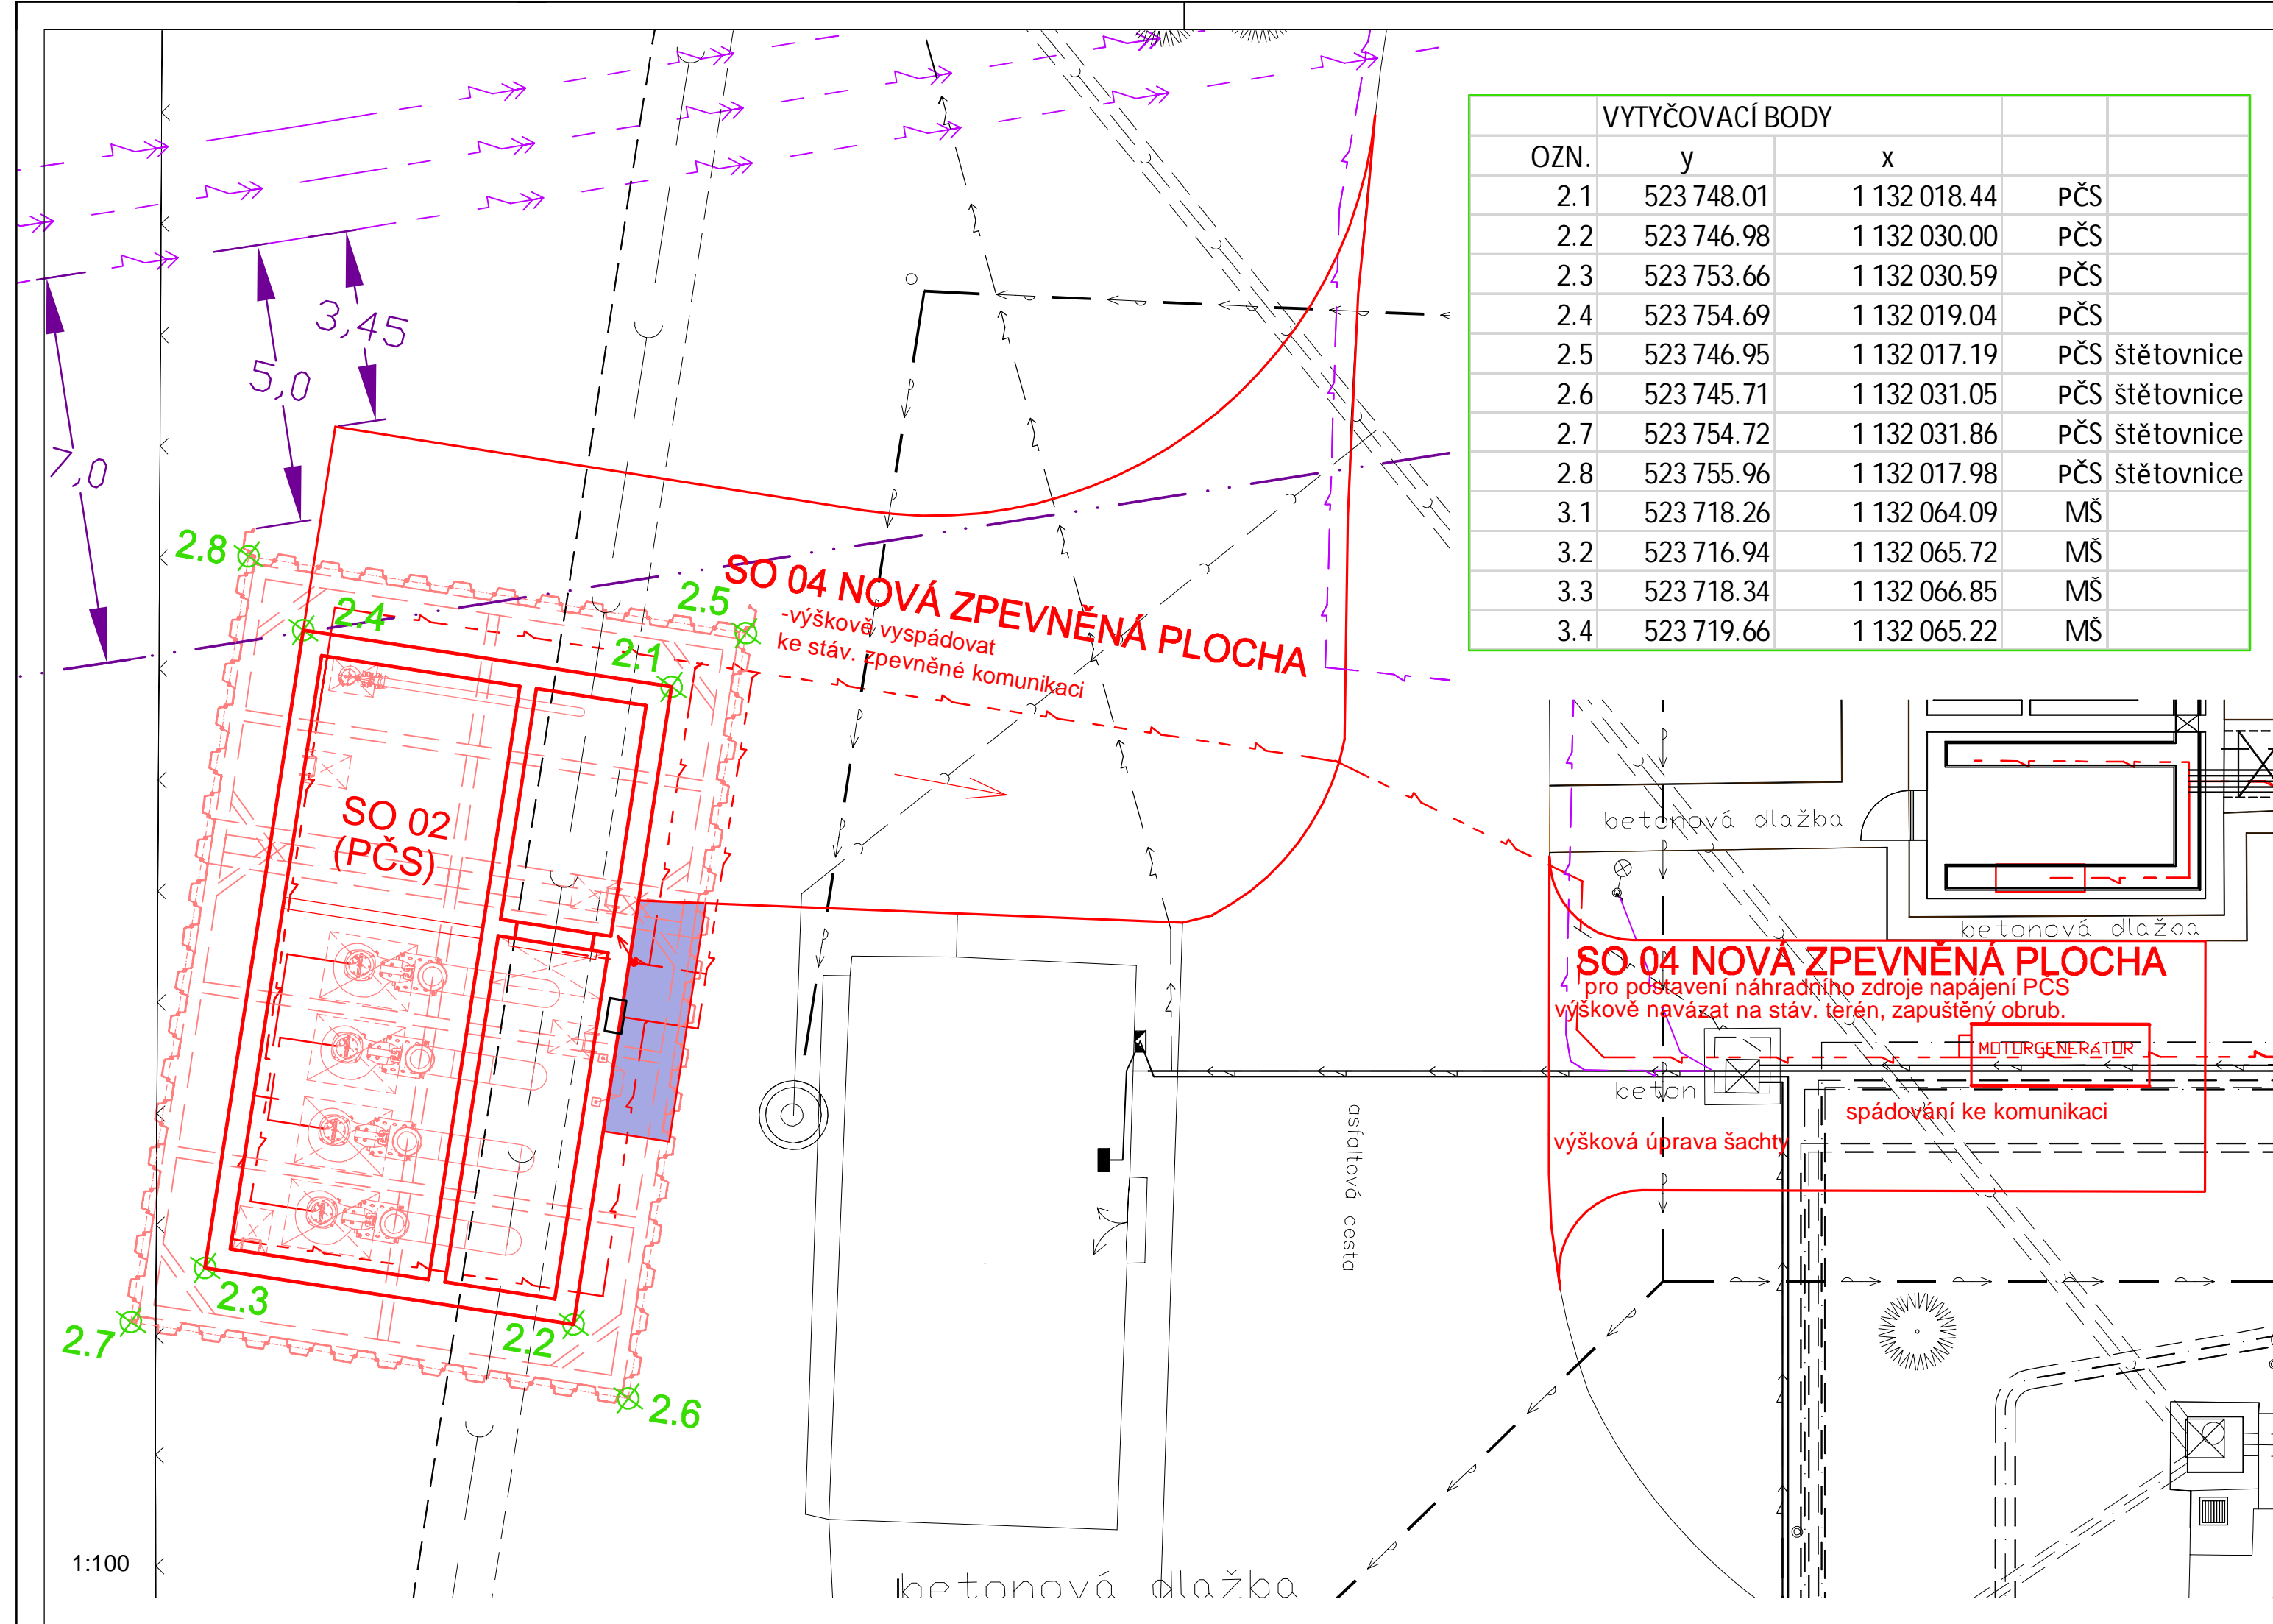 VYTYČOVACÍ BODY
OZN. y x
2.1 523 748.01 1 132 018.44 PČS
2.2 523 746.98 1 132 030.00 PČS
2.3 523 753.66 1 132 030.59 PČS
2.4 523 754.69 1 132 019.04 PČS
2.5 523 746.95 1 132 017.19 PČS štětovnice
2.6 523 745.71 1 132 031.05 PČS štětovnice
2.7 523 754.72 1 132 031.86 PČS štětovnice
2.8 523 755.96 1 132 017.98 PČS štětovnice
3.1 523 718.26 1 132 064.09 MŠ
3.2 523 716.94 1 132 065.72 MŠ
3.3 523 718.34 1 132 066.85 MŠ
3.4 523 719.66 1 132 065.22 MŠ
3,45
5,0
7,0
2.8
2.4
2.5
2.1
SO 04 NOVÁ ZPEVNĚNÁ PLOCHA
-výškově vyspádovat
ke stáv. zpevněné komunikaci
SO 02
(PČS)
2.3
2.7
2.2
2.6
betonová dlažba
betonová dlažba
SO 04 NOVÁ ZPEVNĚNÁ PLOCHA
pro postavení náhradního zdroje napájení PČS
výškově navázat na stáv. terén, zapuštěný obrub.
MOTORGENERÁTOR
beton
spádování ke komunikaci
výšková úprava šachty
asfaltová cesta
1:100
betonová dlažba